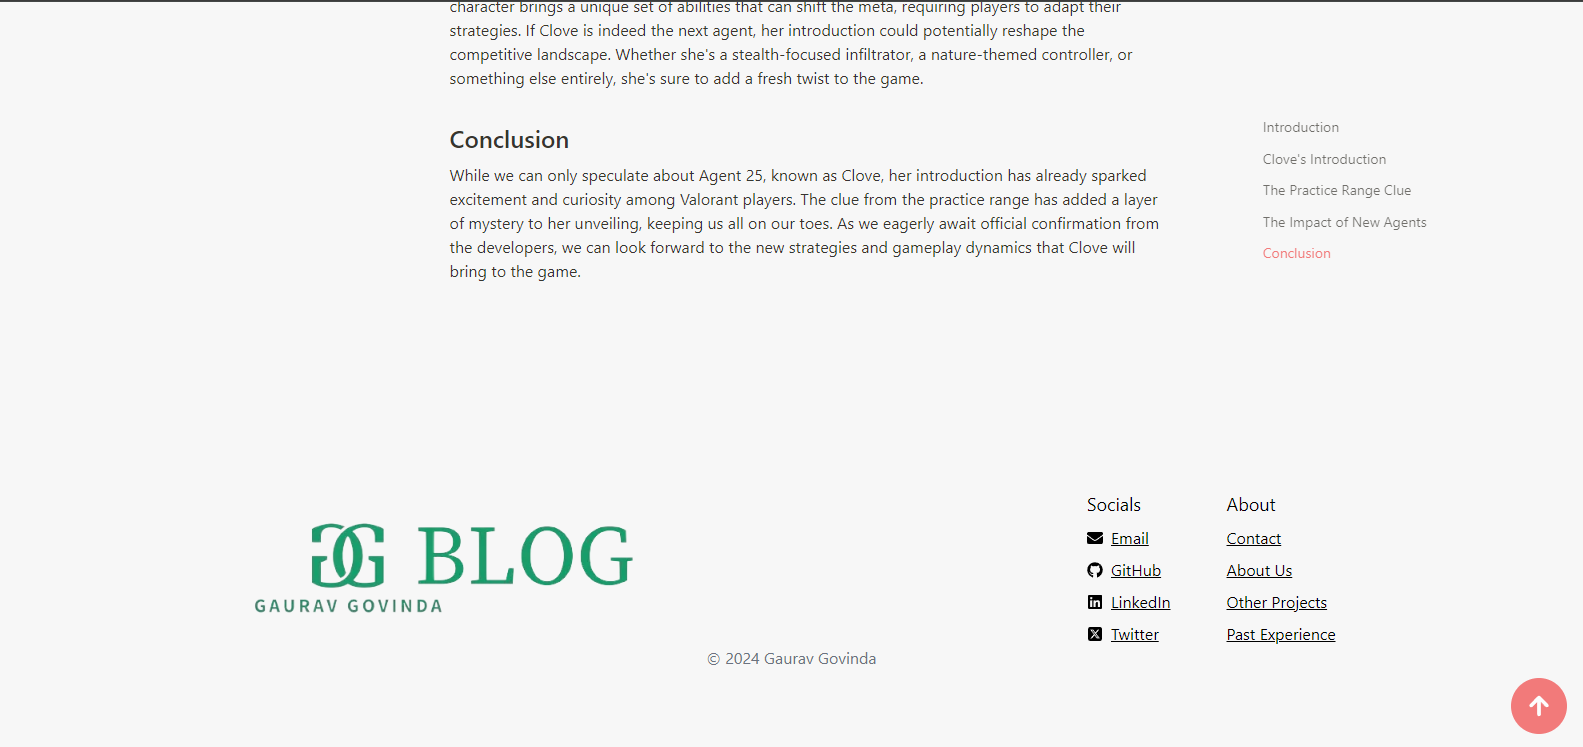 character brings a unique set of abilities that can shift the meta, requiring players to adapt their
strategies. If Clove is indeed the next agent, her introduction could potentially reshape the
competitive landscape. Whether she's a stealth-focused infiltrator, a nature-themed controller, or
something else entirely, she's sure to add a fresh twist to the game.
Conclusion
While we can only speculate about Agent 25, known as Clove, her introduction has already sparked
excitement and curiosity among Valorant players. The clue from the practice range has added a layer
of mystery to her unveiling, keeping us all on our toes. As we eagerly await official confirmation from
the developers, we can look forward to the new strategies and gameplay dynamics that Clove will
bring to the game.
Introduction
Clove's Introduction
The Practice Range Clue
The Impact of New Agents
Conclusion
GG BLOG
GAURAV GOVINDA
Socials
Email
GitHub
LinkedIn
Twitter
About
Contact
About Us
Other Projects
Past Experience
© 2024 Gaurav Govinda